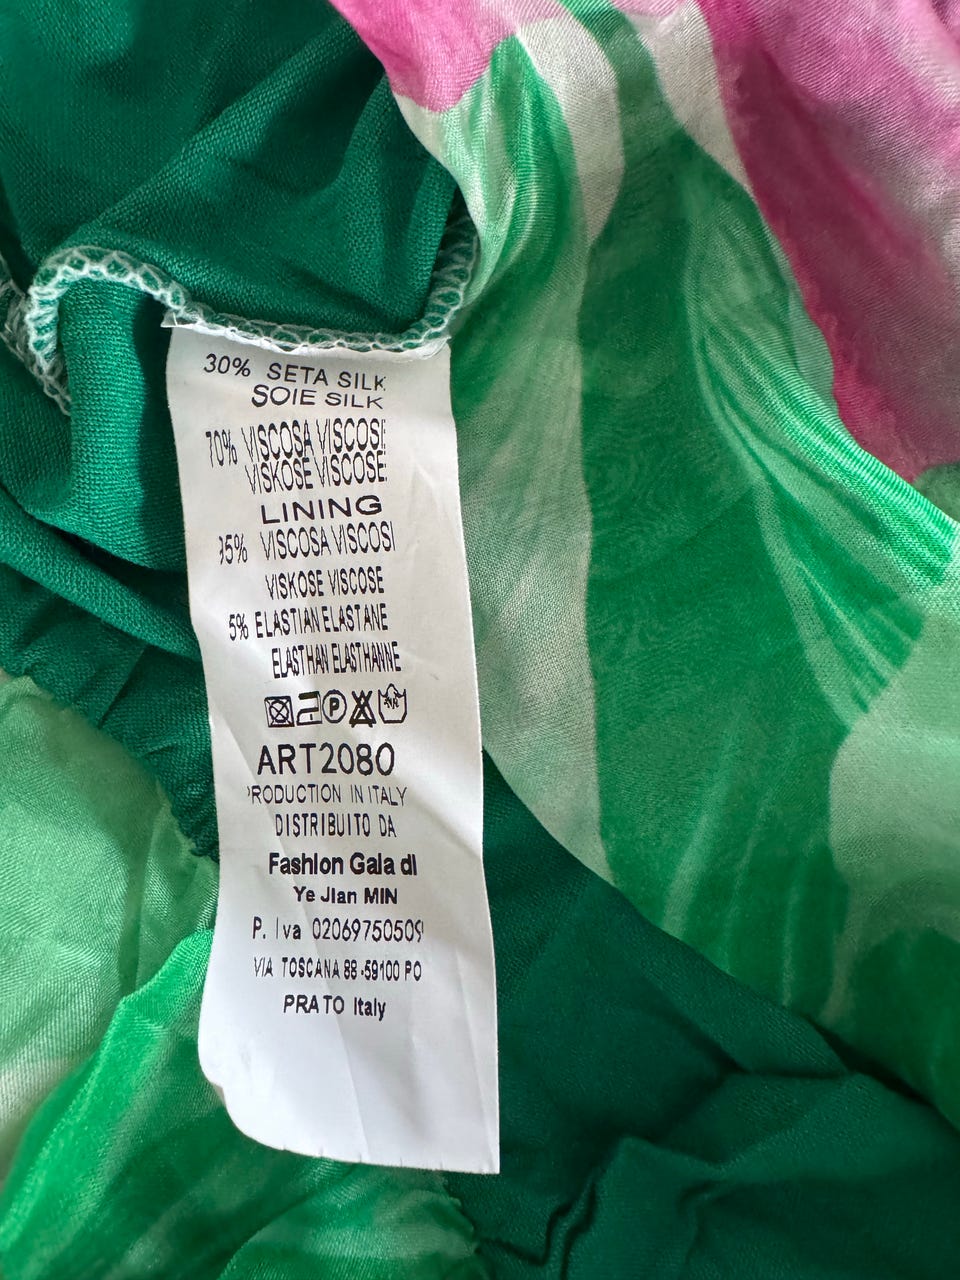 30% SETA SILK
SOIE SILK
70% VISCOSA VISCOSE
VISKOSE VISCOSE
LINING
95% VISCOSA VISCOSI
VISKOSE VISCOSE
5% ELASTIAN ELASTANE
ELASTHAN ELASTHANNE
P
ART2080
PRODUCTION IN ITALY
DISTRIBUITO DA
Fashion Gala di
Ye Jian MIN
P. Iva 02069750509
VIA TOSCANA 88-59100 PO
PRATO Italy